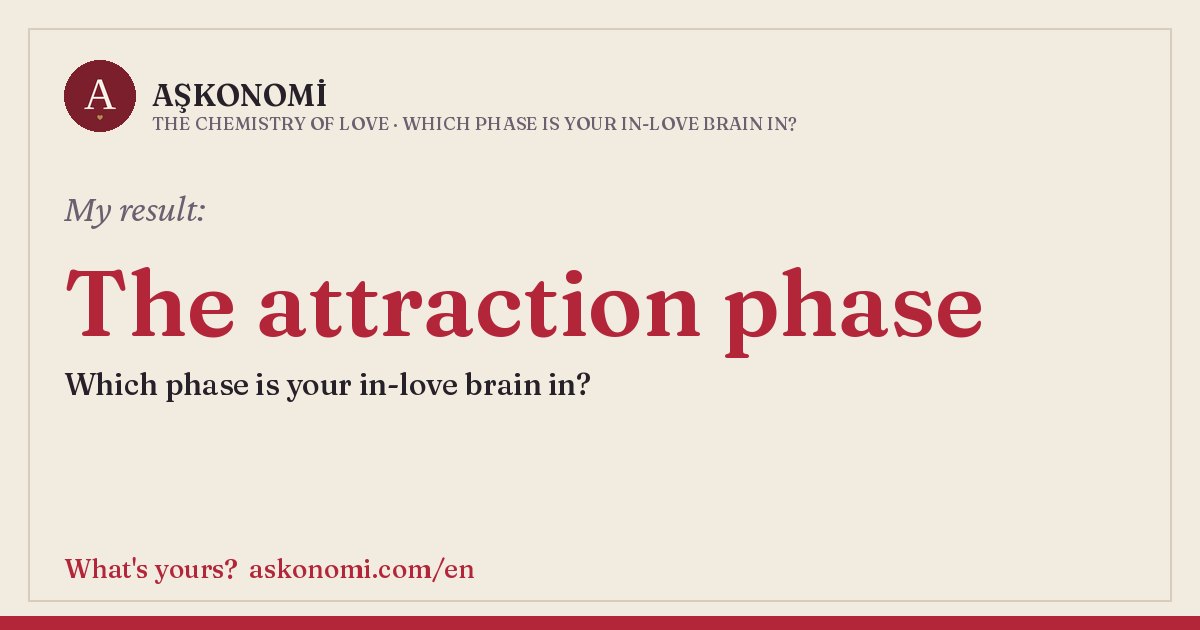 A
AŞKONOMİ
THE CHEMISTRY OF LOVE · WHICH PHASE IS YOUR IN-LOVE BRAIN IN?
My result:
The attraction phase
Which phase is your in-love brain in?
What's yours? askonomi.com/en